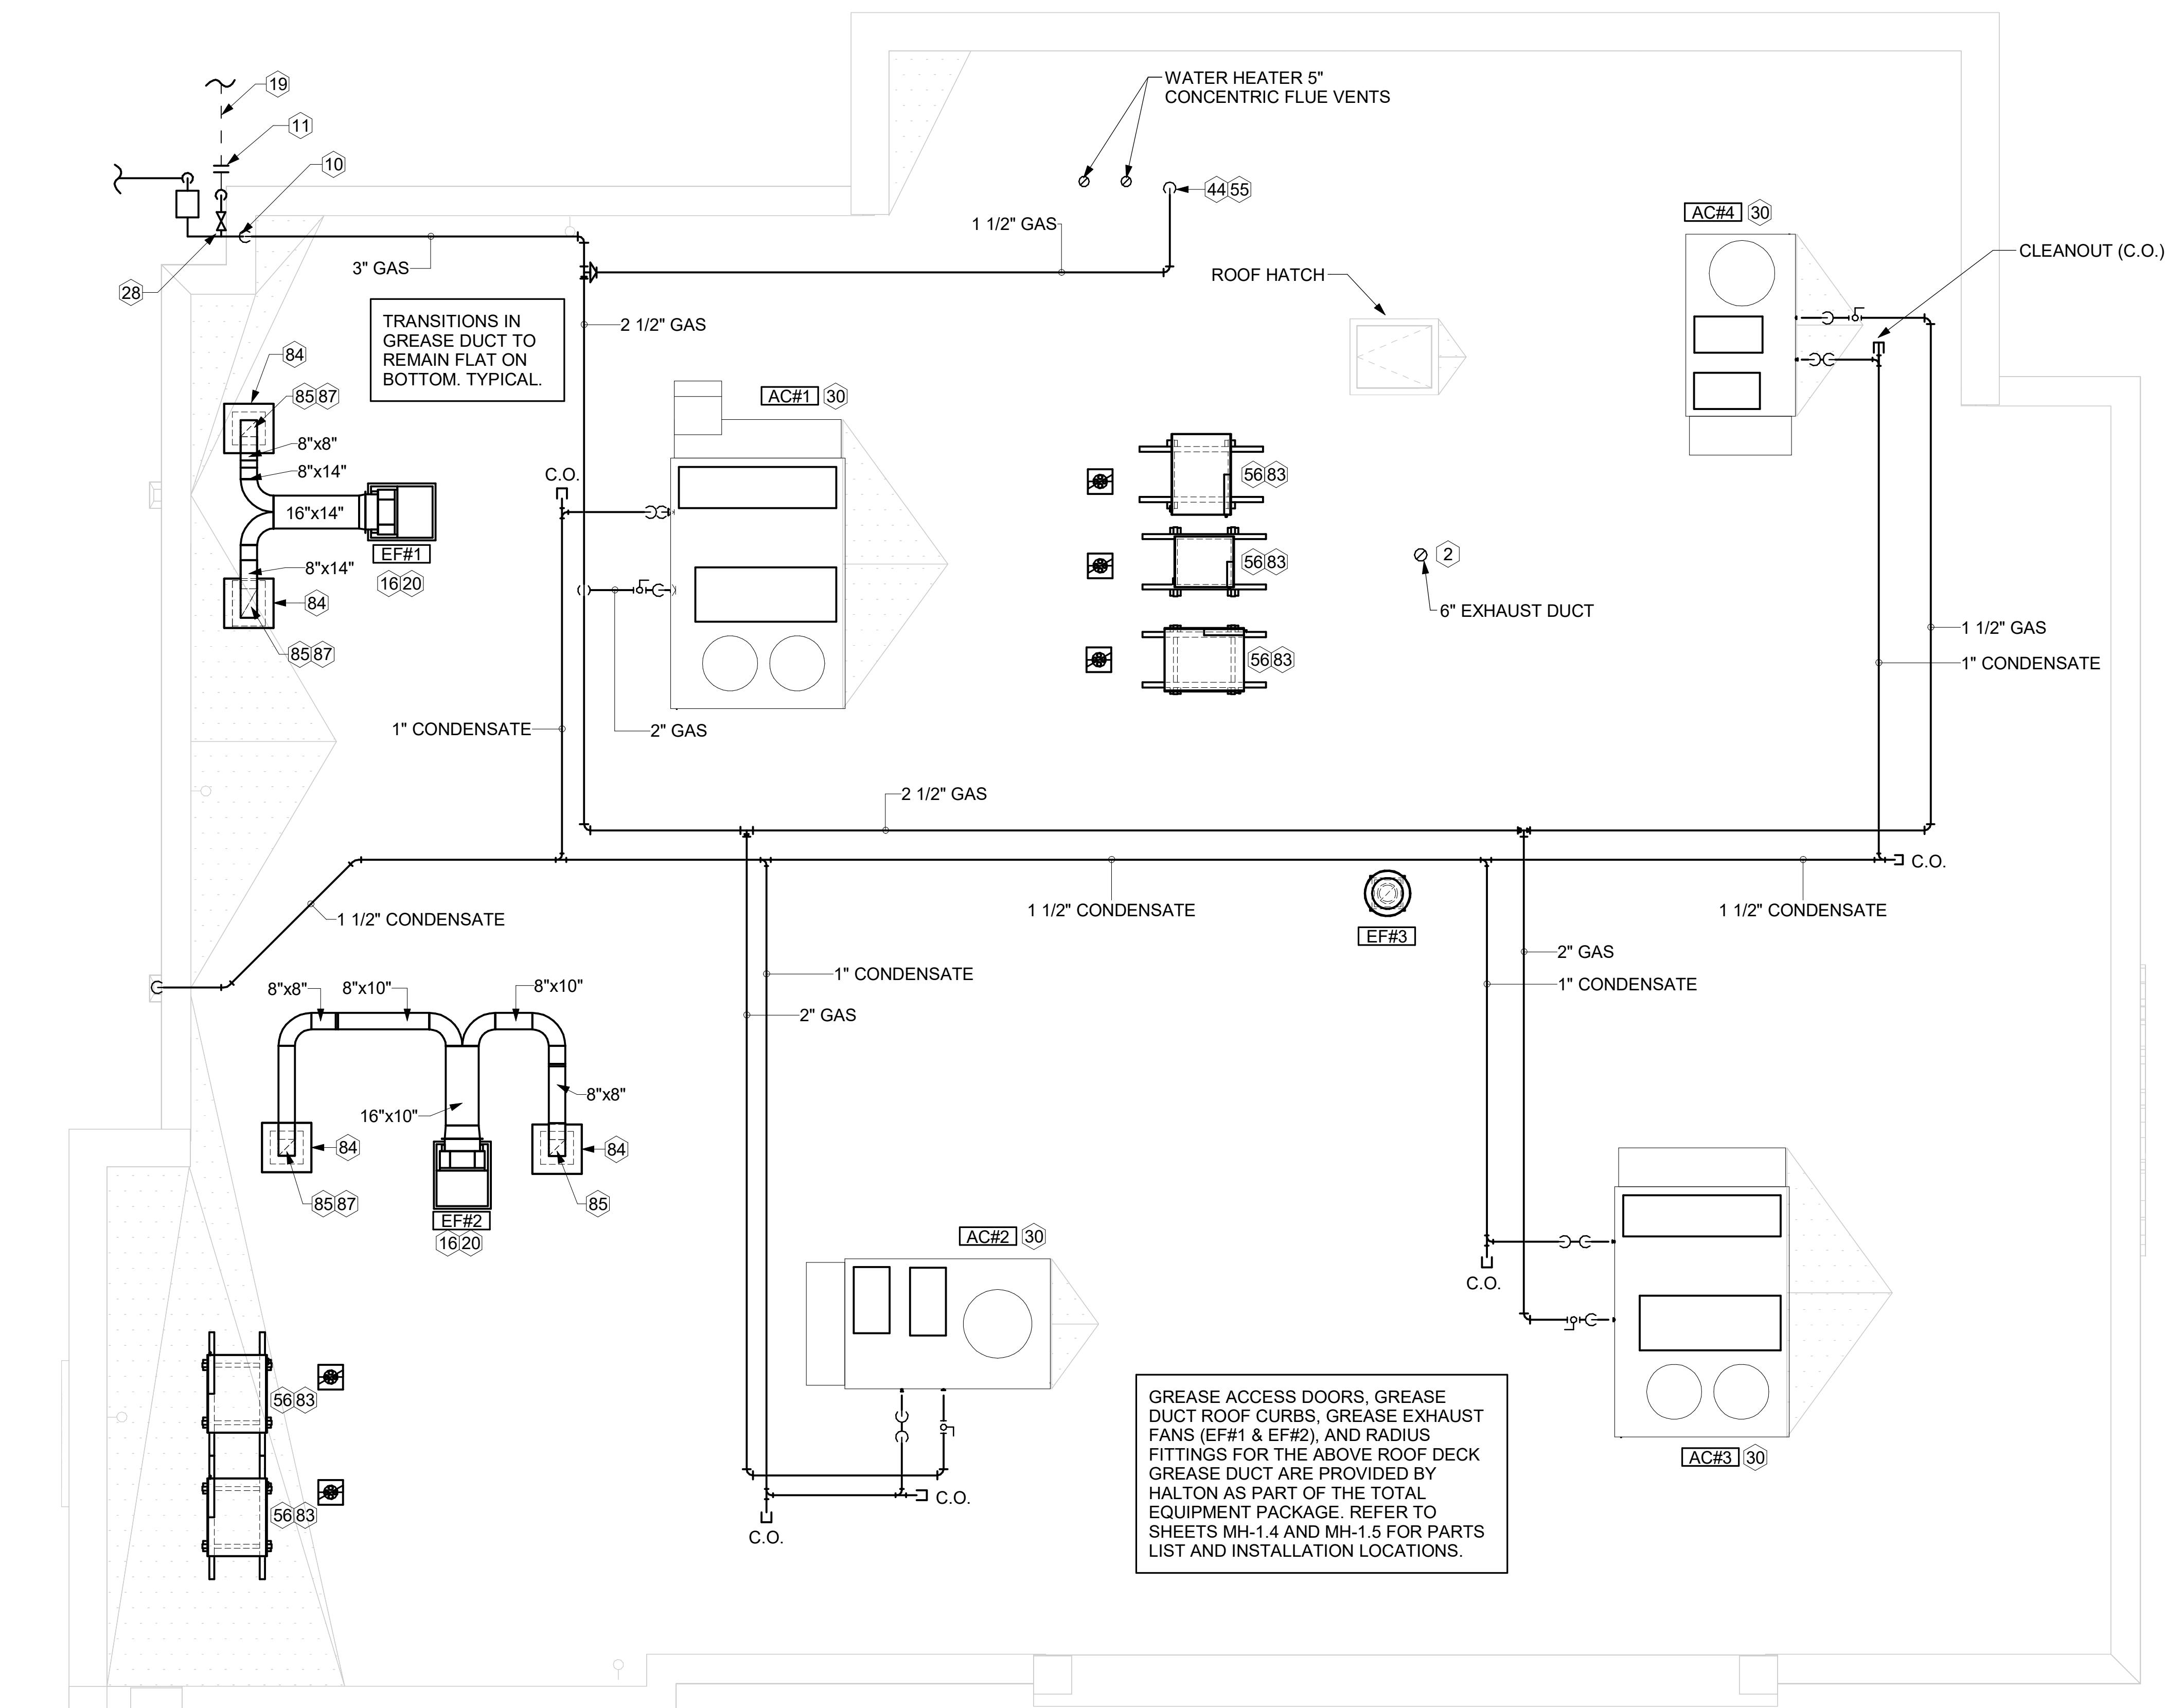 WATER HEATER 5"
CONCENTRIC FLUE VENTS
19
11
10
44 55
1 1/2" GAS
AC#4 30
CLEANOUT (C.O.)
3" GAS
ROOF HATCH
28
TRANSITIONS IN
GREASE DUCT TO
REMAIN FLAT ON
BOTTOM. TYPICAL.
2 1/2" GAS
84
85 87
AC#1 30
8"x8"
8"x14"
C.O.
56 83
16"x14"
EF#1
16 20
8"x14"
84
85 87
56 83
2
6" EXHAUST DUCT
56 83
1 1/2" GAS
1" CONDENSATE
1" CONDENSATE
2" GAS
2 1/2" GAS
C.O.
1 1/2" CONDENSATE
1 1/2" CONDENSATE
1 1/2" CONDENSATE
EF#3
2" GAS
1" CONDENSATE
1" CONDENSATE
2" GAS
8"x8"
8"x10"
8"x10"
8"x8"
16"x10"
84
84
85 87
85
EF#2
16 20
AC#2 30
C.O.
56 83
56 83
C.O.
C.O.
AC#3 30
GREASE ACCESS DOORS, GREASE
DUCT ROOF CURBS, GREASE EXHAUST
FANS (EF#1 & EF#2), AND RADIUS
FITTINGS FOR THE ABOVE ROOF DECK
GREASE DUCT ARE PROVIDED BY
HALTON AS PART OF THE TOTAL
EQUIPMENT PACKAGE. REFER TO
SHEETS MH-1.4 AND MH-1.5 FOR PARTS
LIST AND INSTALLATION LOCATIONS.